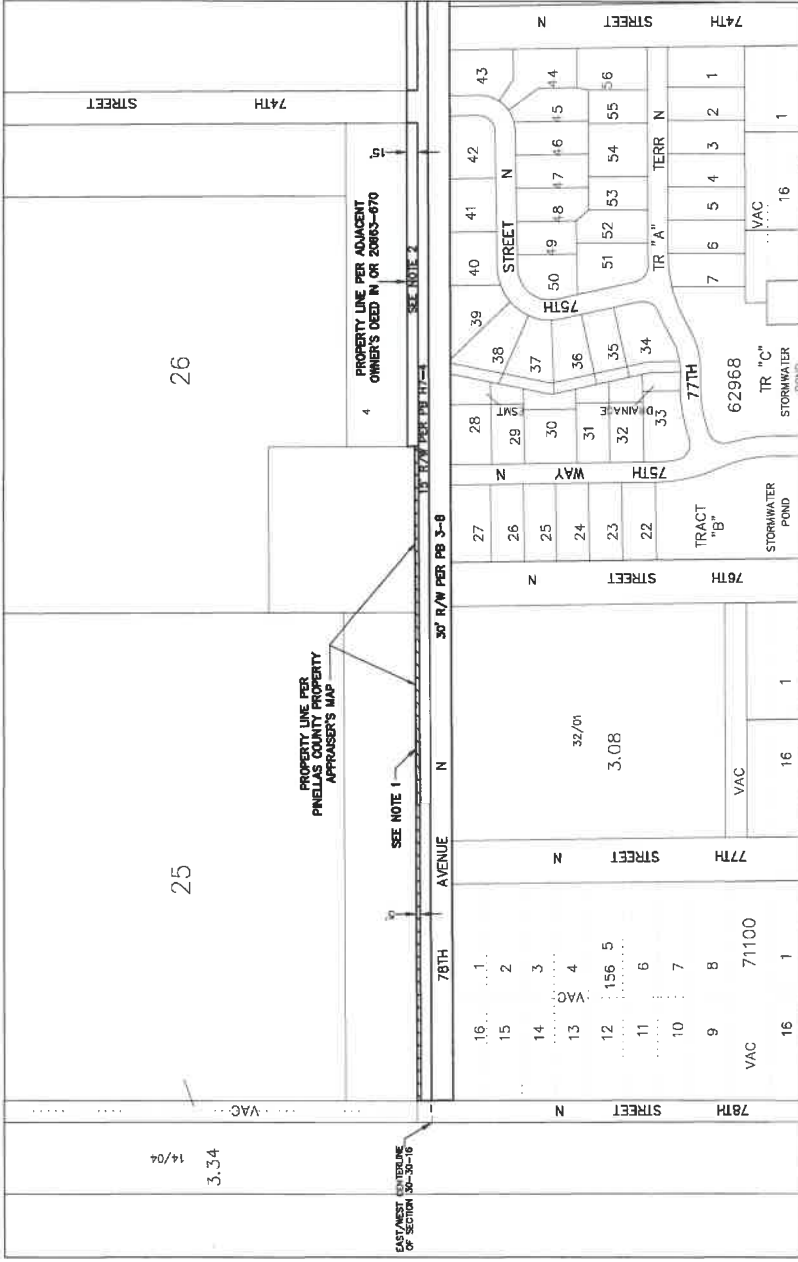 74TH STREET
74TH STREET N
26
PROPERTY LINE PER ADJACENT
OWNER'S DEED IN OR 20863-670
4
15'
SEE NOTE 2
15' R/W PER PB H7-4
30' R/W PER PB 3-8
PROPERTY LINE PER
PINELLAS COUNTY PROPERTY
APPRAISER'S MAP
SEE NOTE 1
25
5'
78TH AVENUE N
VAC
14/04
3.34
EAST/WEST CENTERLINE
OF SECTION 30-30-16
78TH STREET N
16 1
15 2
14 3
13 4
VAC
12 156 5
11 6
10 7
9 8
VAC 71100
16 1
77TH STREET N
32/01
3.08
VAC
16 1
76TH STREET N
27
26
25
24
23
22
TRACT
"B"
STORMWATER
POND
75TH WAY N
28
29
30
31
32
33
ESMT
DRAINAGE
39
38
37
36
35
34
75TH STREET N
40
41
42
43
44
45
46
47
48
49
50
51
52
53
54
55
56
77TH TERR N
TR "A"
1
2
3
4
5
6
7
62968
TR "C"
STORMWATER
VAC
16 1